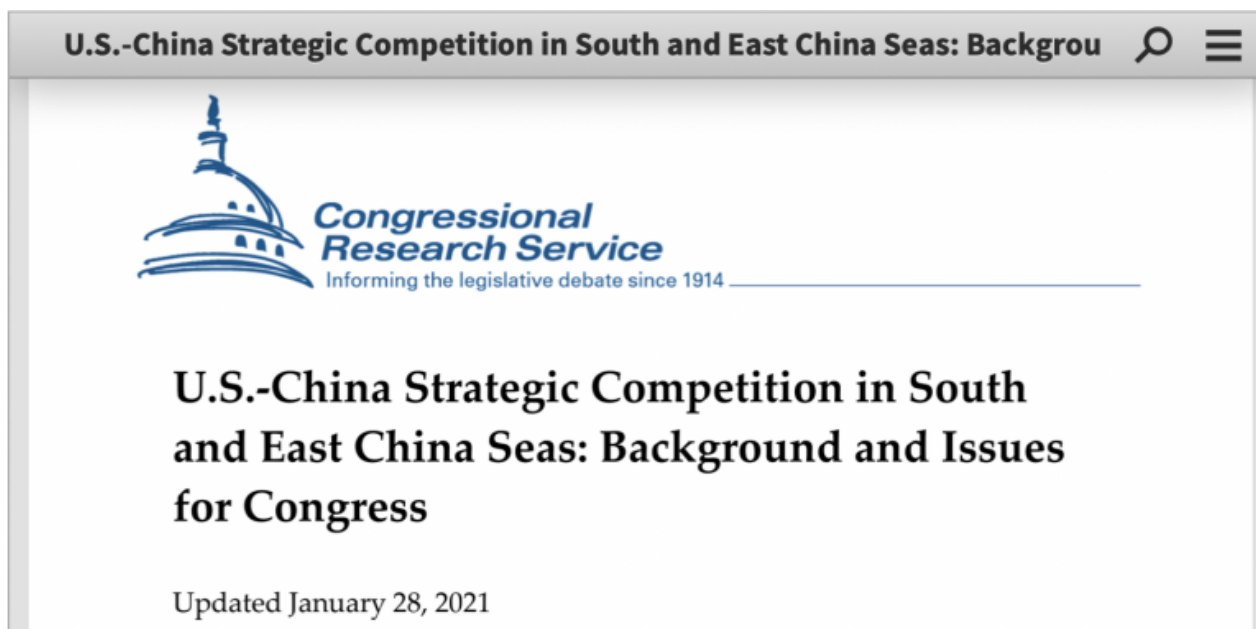 U.S.-China Strategic Competition in South and East China Seas: Backgrou
Congressional
Research Service
Informing the legislative debate since 1914
U.S.-China Strategic Competition in South
and East China Seas: Background and Issues
for Congress
Updated January 28, 2021